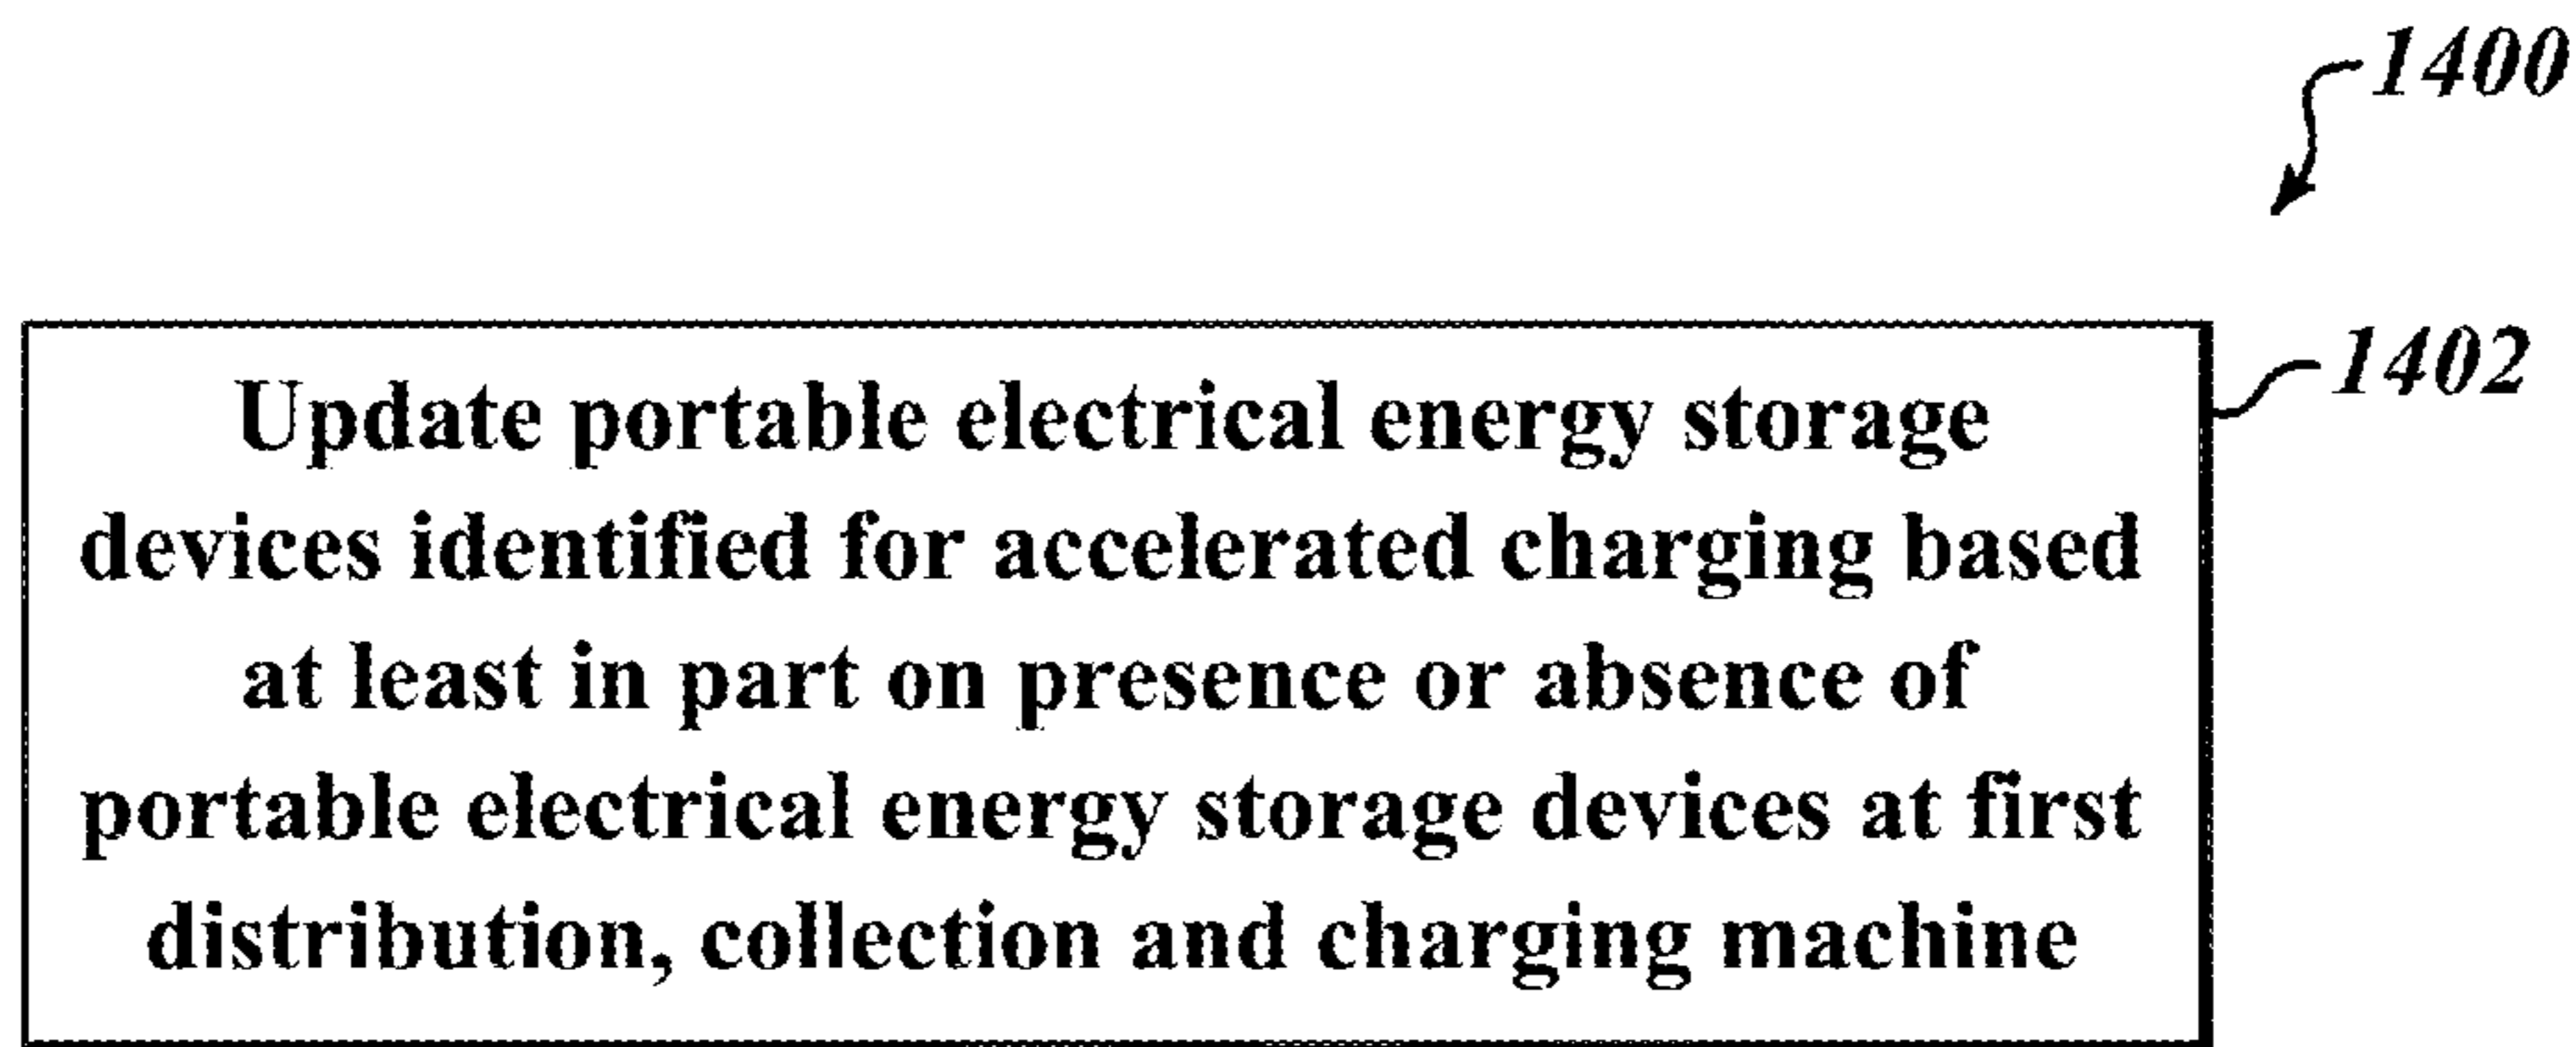 1400
1402
Update portable electrical energy storage
devices identified for accelerated charging based
at least in part on presence or absence of
portable electrical energy storage devices at first
distribution, collection and charging machine